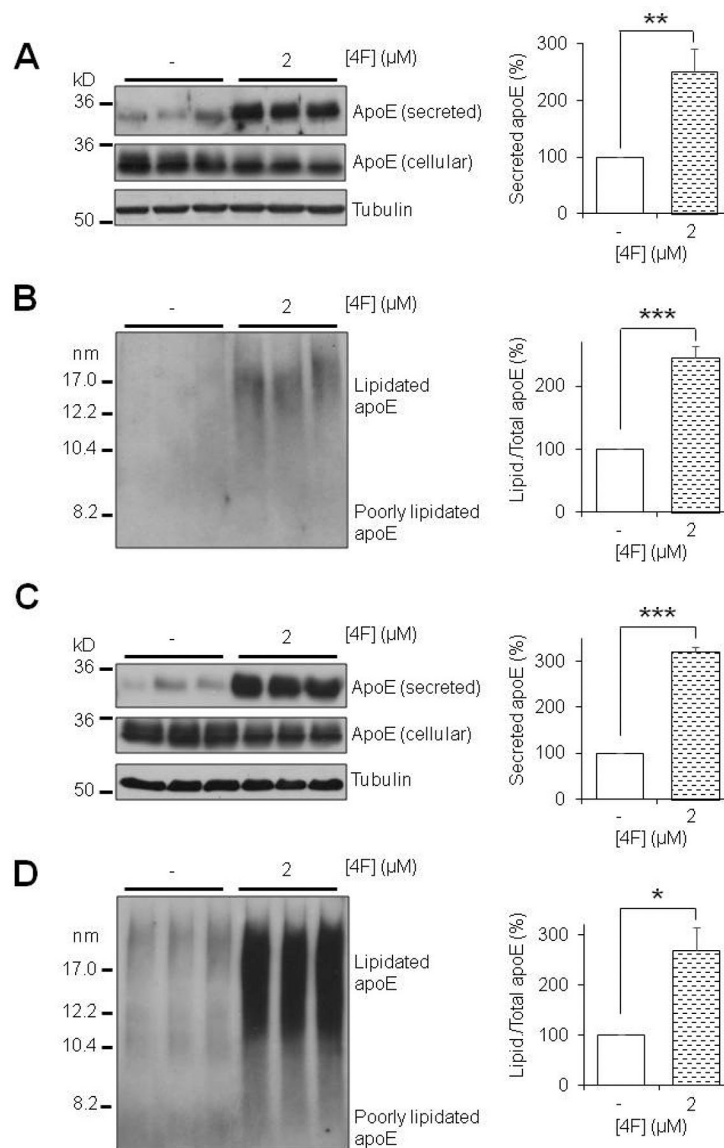 A
kD
- 2 [4F] (µM)
36
ApoE (secreted)
36
ApoE (cellular)
50
Tubulin
**
Secreted apoE (%)
300
200
100
0
- 2
[4F] (µM)
B
- 2 [4F] (µM)
nm
17.0
12.2
10.4
8.2
Lipidated
apoE
Poorly lipidated
apoE
***
Lipid./Total apoE (%)
200
100
0
- 2
[4F] (µM)
C
kD
- 2 [4F] (µM)
36
ApoE (secreted)
36
ApoE (cellular)
50
Tubulin
***
Secreted apoE (%)
300
200
100
0
- 2
[4F] (µM)
D
- 2 [4F] (µM)
nm
17.0
12.2
10.4
8.2
Lipidated
apoE
Poorly lipidated
apoE
*
Lipid./Total apoE (%)
300
200
100
0
- 2
[4F] (µM)